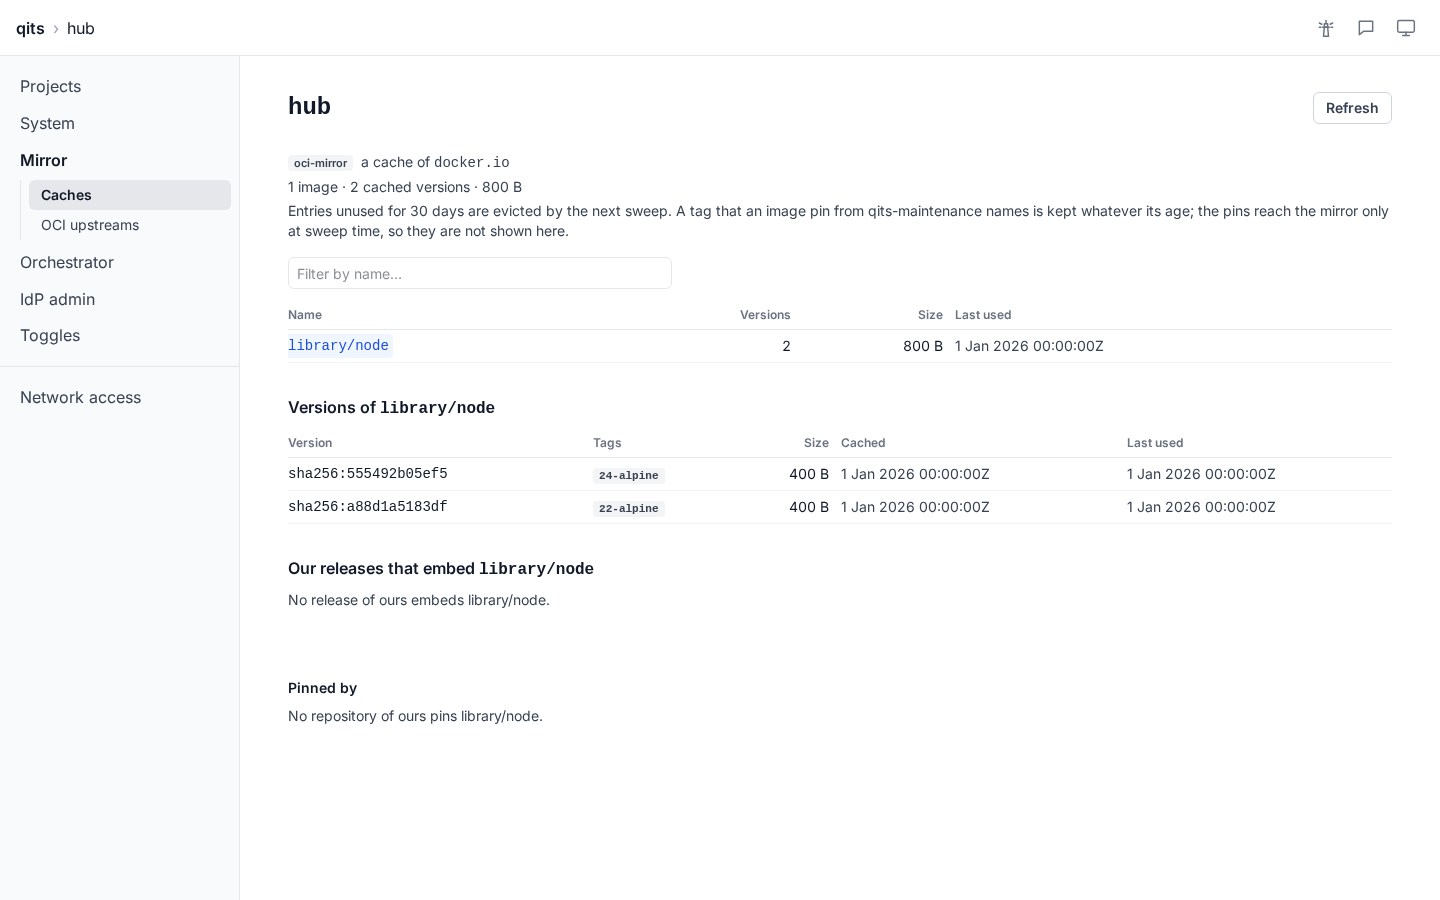 qits › hub
Projects
System
Mirror
Caches
OCI upstreams
Orchestrator
IdP admin
Toggles
Network access
hub
Refresh
oci-mirror a cache of docker.io
1 image · 2 cached versions · 800 B
Entries unused for 30 days are evicted by the next sweep. A tag that an image pin from qits-maintenance names is kept whatever its age; the pins reach the mirror only
at sweep time, so they are not shown here.
Filter by name...
Name Versions Size Last used
library/node 2 800 B 1 Jan 2026 00:00:00Z
Versions of library/node
Version Tags Size Cached Last used
sha256:555492b05ef5 24-alpine 400 B 1 Jan 2026 00:00:00Z 1 Jan 2026 00:00:00Z
sha256:a88d1a5183df 22-alpine 400 B 1 Jan 2026 00:00:00Z 1 Jan 2026 00:00:00Z
Our releases that embed library/node
No release of ours embeds library/node.
Pinned by
No repository of ours pins library/node.